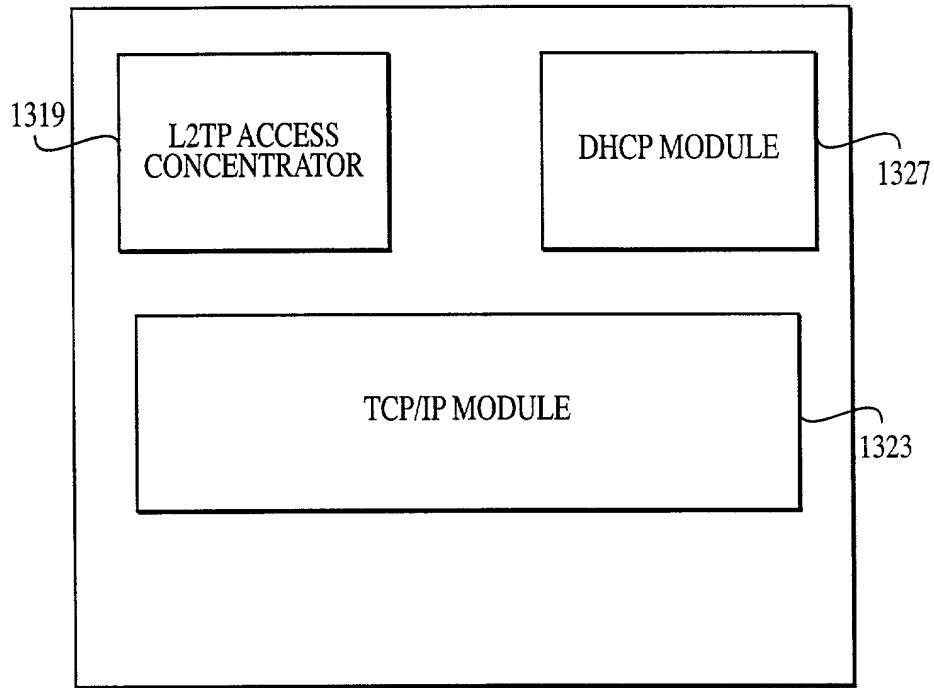 1319
L2TP ACCESS
CONCENTRATOR
DHCP MODULE
1327
TCP/IP MODULE
1323